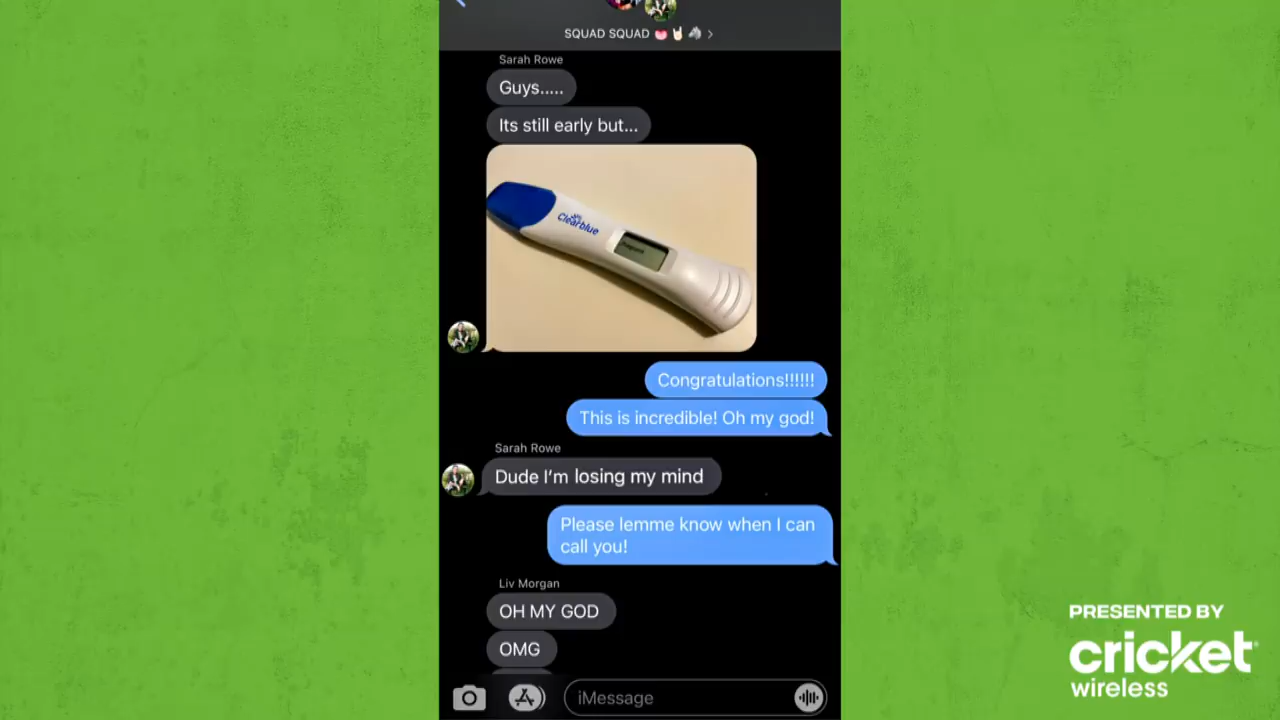 SQUAD SQUAD
Sarah Rowe
Guys.....
Its still early but...
Clearblue
Pregnant
Congratulations!!!!!!
This is incredible! Oh my god!
Sarah Rowe
Dude I’m losing my mind
Please lemme know when I can
call you!
Liv Morgan
OH MY GOD
OMG
iMessage
PRESENTED BY
cricket
wireless